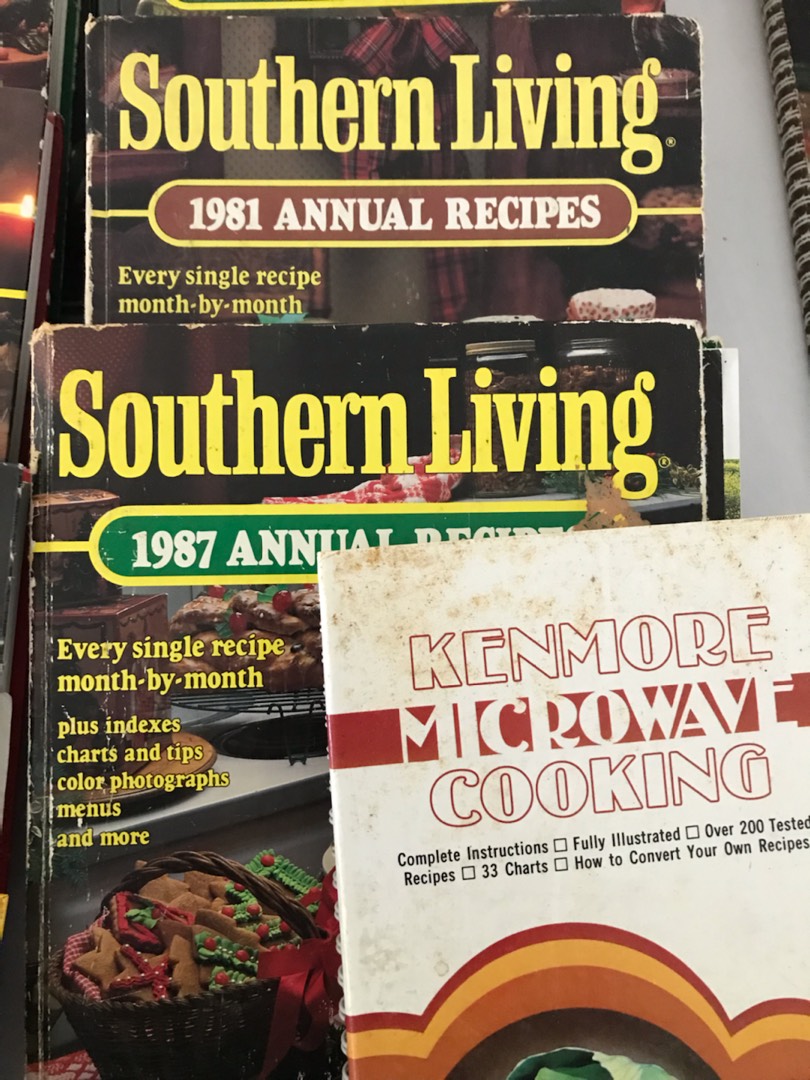 Southern Living®
1981 ANNUAL RECIPES
Every single recipe
month-by-month
Southern Living®
1987 ANNUAL RECIPES
Every single recipe
month-by-month
plus indexes
charts and tips
color photographs
menus
and more
KENMORE
MICROWAVE
COOKING
Complete Instructions □ Fully Illustrated □ Over 200 Tested
Recipes □ 33 Charts □ How to Convert Your Own Recipes